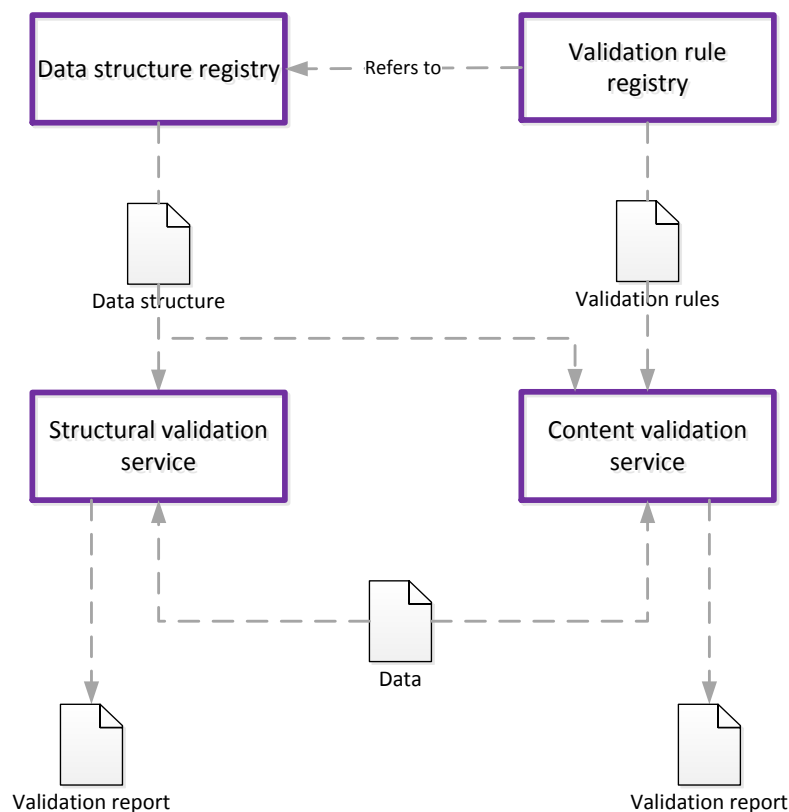 Data structure registry
Refers to
Validation rule
registry
Data structure
Validation rules
Structural validation
service
Content validation
service
Data
Validation report
Validation report